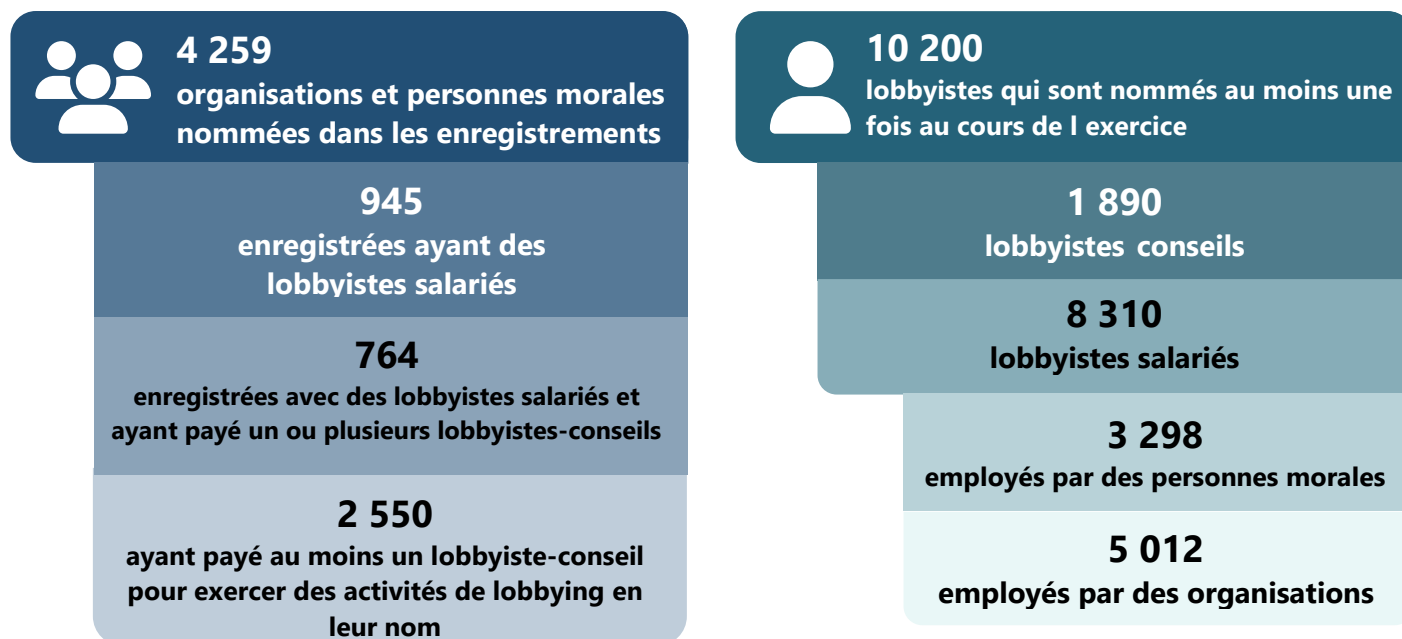 4 259
organisations et personnes morales
nommées dans les enregistrements
945
enregistrées ayant des
lobbyistes salariés
764
enregistrées avec des lobbyistes salariés et
ayant payé un ou plusieurs lobbyistes-conseils
2 550
ayant payé au moins un lobbyiste-conseil
pour exercer des activités de lobbying en
leur nom
10 200
lobbyistes qui sont nommés au moins une
fois au cours de l exercice
1 890
lobbyistes conseils
8 310
lobbyistes salariés
3 298
employés par des personnes morales
5 012
employés par des organisations